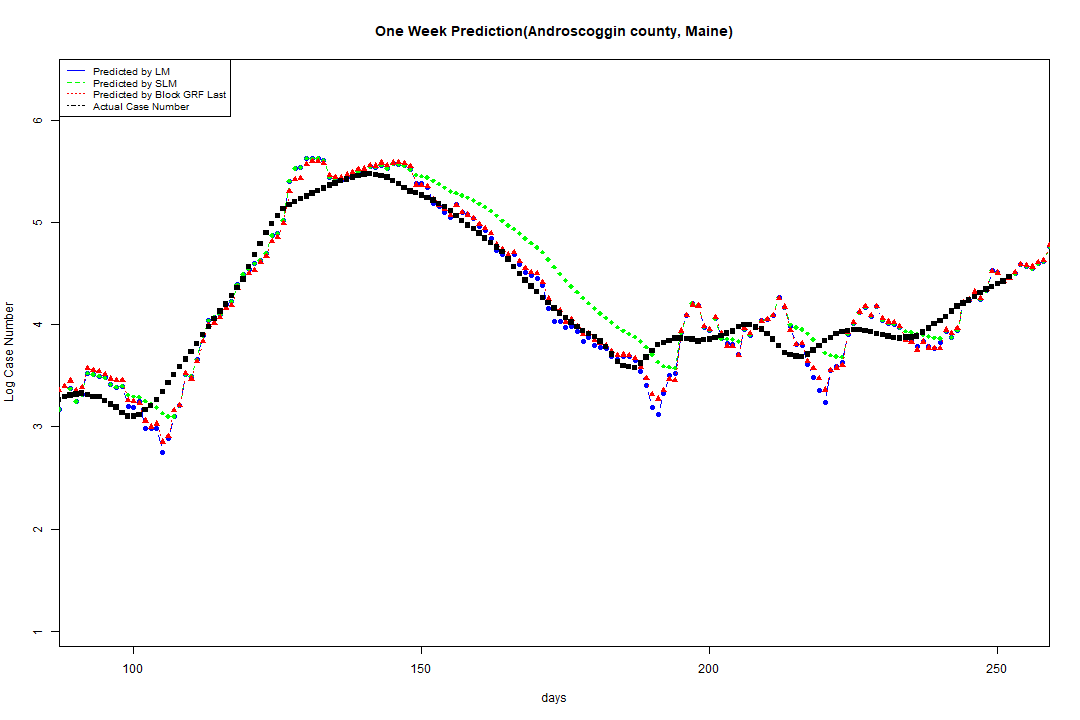 One Week Prediction(Androscoggin county, Maine)
Predicted by LM
Predicted by SLM
Predicted by Block GRF Last
Actual Case Number
Log Case Number
6
5
4
3
2
1
100 150 200 250
days